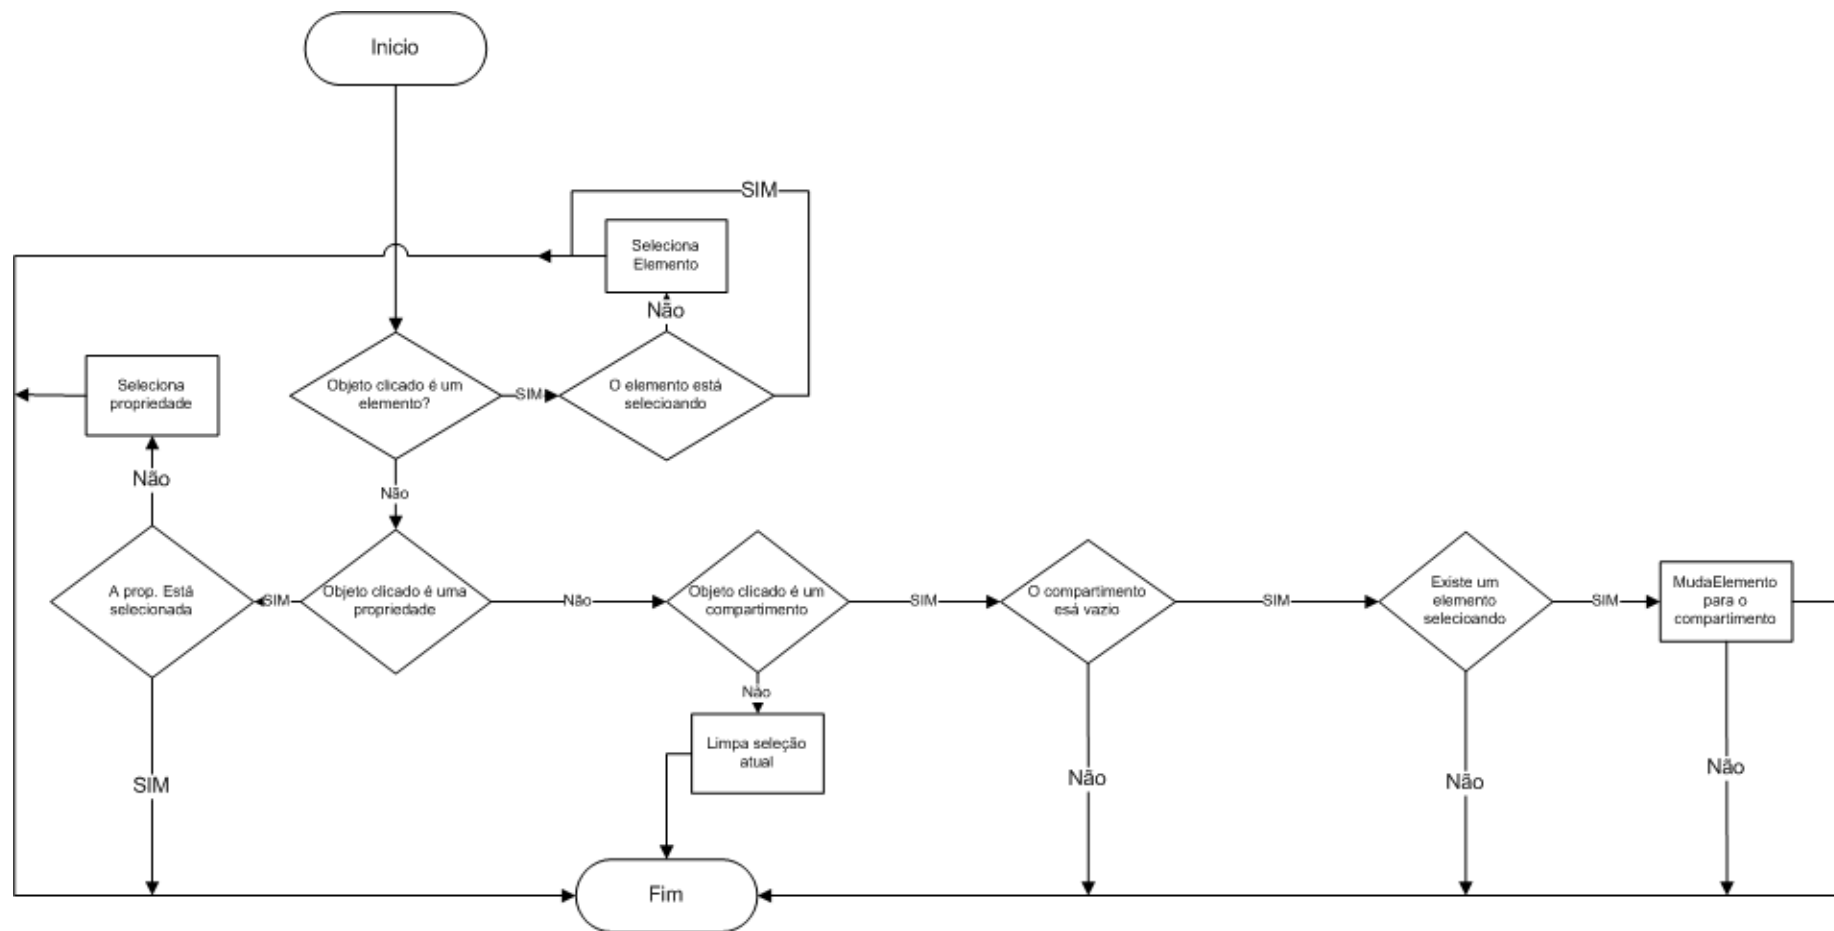 Inicio
SIM
Seleciona
Elemento
Não
Seleciona
propriedade
Objeto clicado é um
elemento?
SIM
O elemento está
selecioando
Não
Não
A prop. Está
selecionada
SIM
Objeto clicado é uma
propriedade
Não
Objeto clicado é um
compartimento
SIM
O compartimento
esá vazio
SIM
Existe um
elemento
selecioando
SIM
MudaElemento
para o
compartimento
Não
Limpa seleção
atual
SIM
Não
Não
Não
Fim